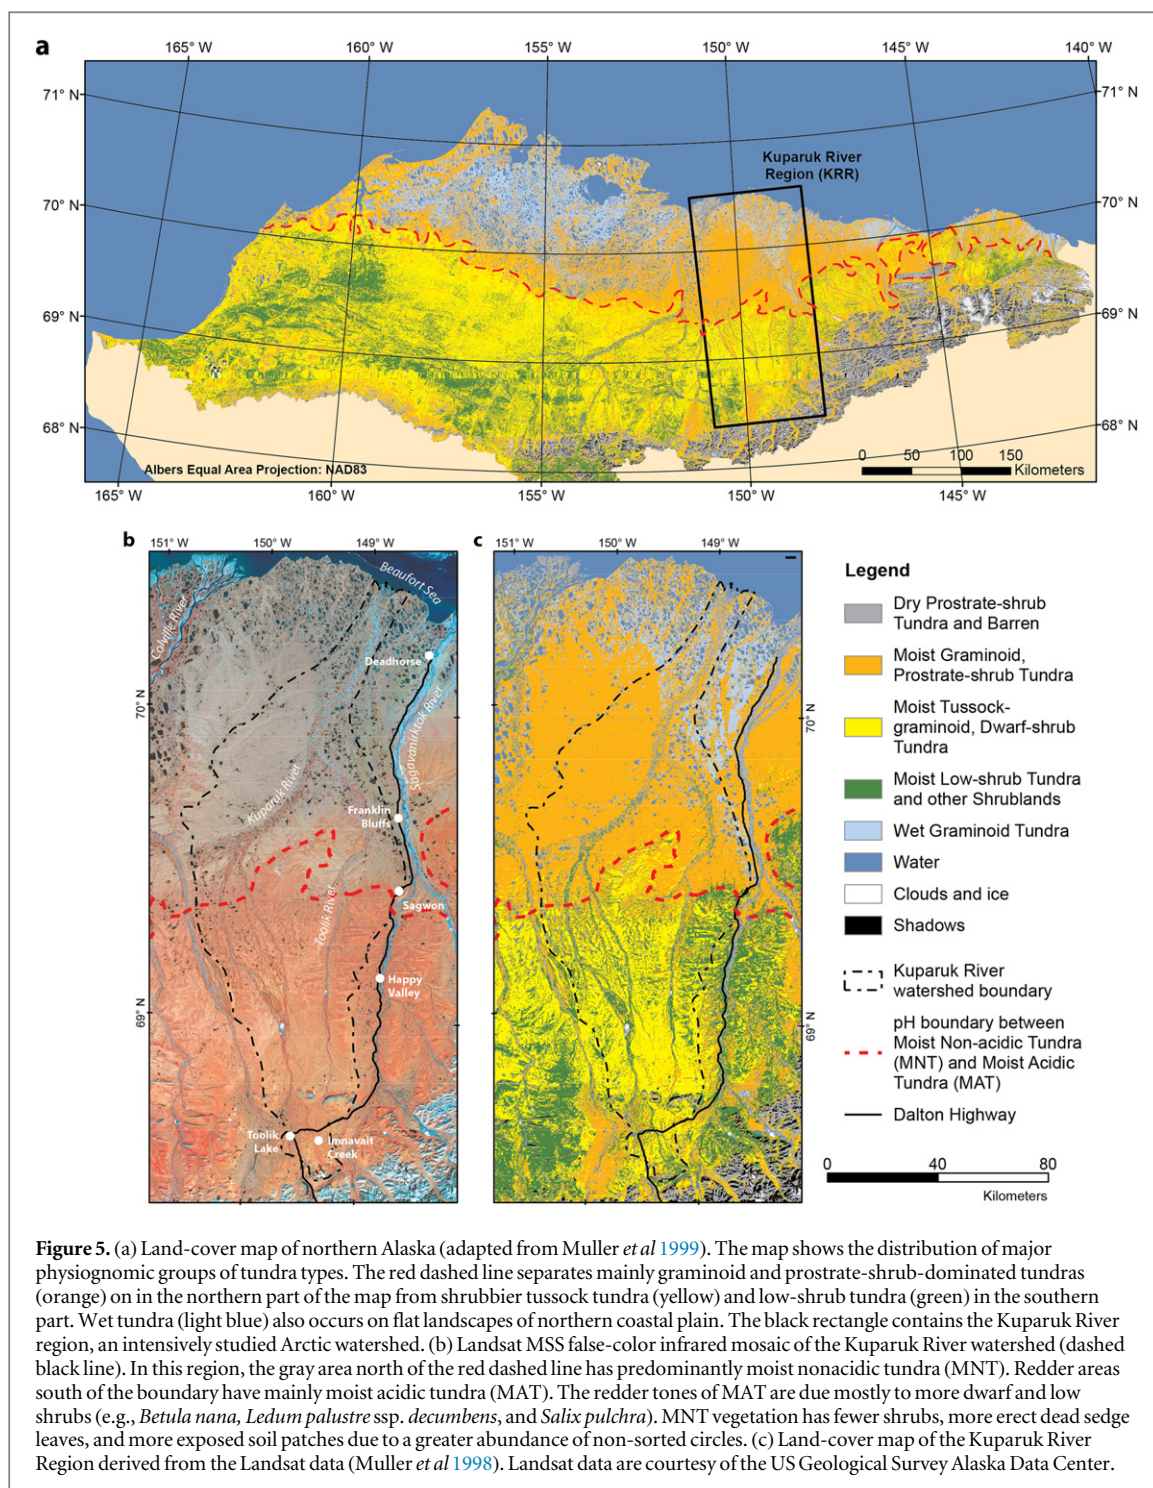 a
165° W 160° W 155° W 150° W 145° W 140° W
71° N 71° N
Kuparuk River
Region (KRR)
70° N 70° N
69° N 69° N
68° N 68° N
Albers Equal Area Projection: NAD83
0 50 100 150
Kilometers
165° W 160° W 155° W 150° W 145° W
b
151° W 150° W 149° W
Beaufort Sea
Colville River
Deadhorse
70° N
Sagavanirktok River
Kuparuk River
Franklin
Bluffs
Sagwon
Toolik River
Happy
Valley
69° N
Toolik
Lake
Imnavait
Creek
c
151° W 150° W 149° W
70° N
69° N
Legend
Dry Prostrate-shrub
Tundra and Barren
Moist Graminoid,
Prostrate-shrub Tundra
Moist Tussock-
graminoid, Dwarf-shrub
Tundra
Moist Low-shrub Tundra
and other Shrublands
Wet Graminoid Tundra
Water
Clouds and ice
Shadows
Kuparuk River
watershed boundary
pH boundary between
Moist Non-acidic Tundra
(MNT) and Moist Acidic
Tundra (MAT)
Dalton Highway
0 40 80
Kilometers
Figure 5. (a) Land-cover map of northern Alaska (adapted from Muller et al 1999). The map shows the distribution of major
physiognomic groups of tundra types. The red dashed line separates mainly graminoid and prostrate-shrub-dominated tundras
(orange) on in the northern part of the map from shrubbier tussock tundra (yellow) and low-shrub tundra (green) in the southern
part. Wet tundra (light blue) also occurs on flat landscapes of northern coastal plain. The black rectangle contains the Kuparuk River
region, an intensively studied Arctic watershed. (b) Landsat MSS false-color infrared mosaic of the Kuparuk River watershed (dashed
black line). In this region, the gray area north of the red dashed line has predominantly moist nonacidic tundra (MNT). Redder areas
south of the boundary have mainly moist acidic tundra (MAT). The redder tones of MAT are due mostly to more dwarf and low
shrubs (e.g., Betula nana, Ledum palustre ssp. decumbens, and Salix pulchra). MNT vegetation has fewer shrubs, more erect dead sedge
leaves, and more exposed soil patches due to a greater abundance of non-sorted circles. (c) Land-cover map of the Kuparuk River
Region derived from the Landsat data (Muller et al 1998). Landsat data are courtesy of the US Geological Survey Alaska Data Center.